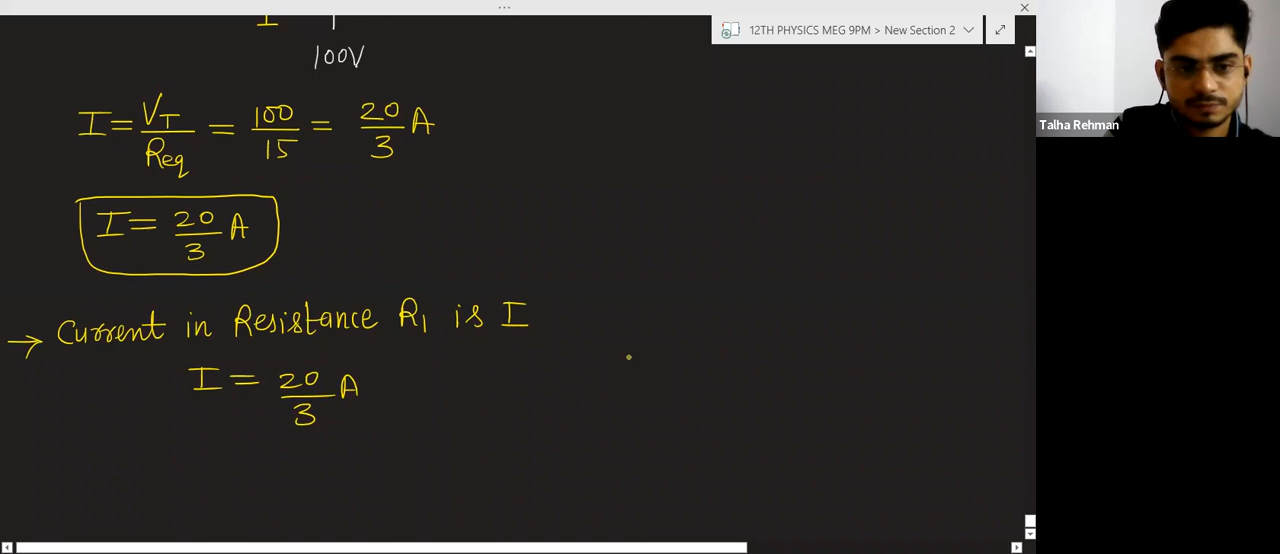 12TH PHYSICS MEG 9PM > New Section 2
I
100V
I = V_T/Req = 100/15 = 20/3 A
Talha Rehman
I = 20/3 A
→ Current in Resistance R1 is I
I = 20/3 A